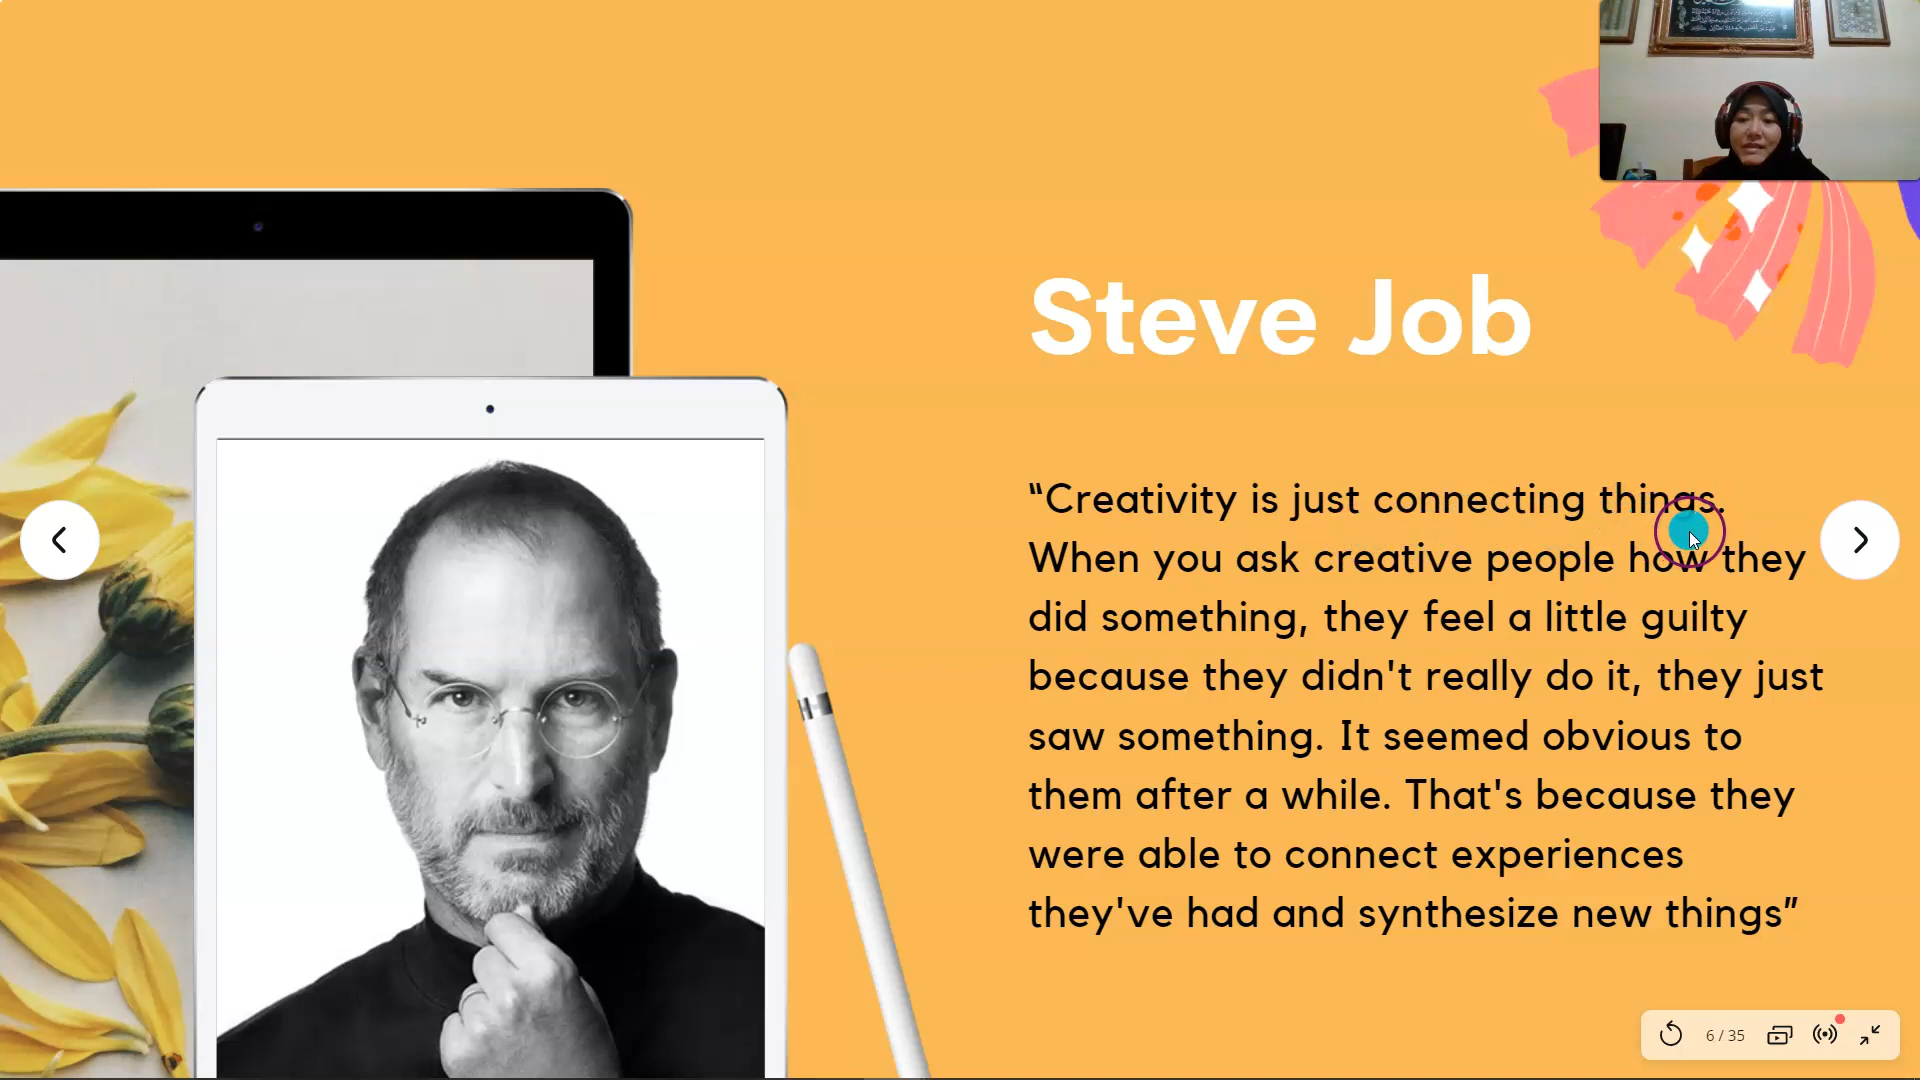 Steve Job
“Creativity is just connecting things.
When you ask creative people how they
did something, they feel a little guilty
because they didn't really do it, they just
saw something. It seemed obvious to
them after a while. That's because they
were able to connect experiences
they've had and synthesize new things”
6 / 35